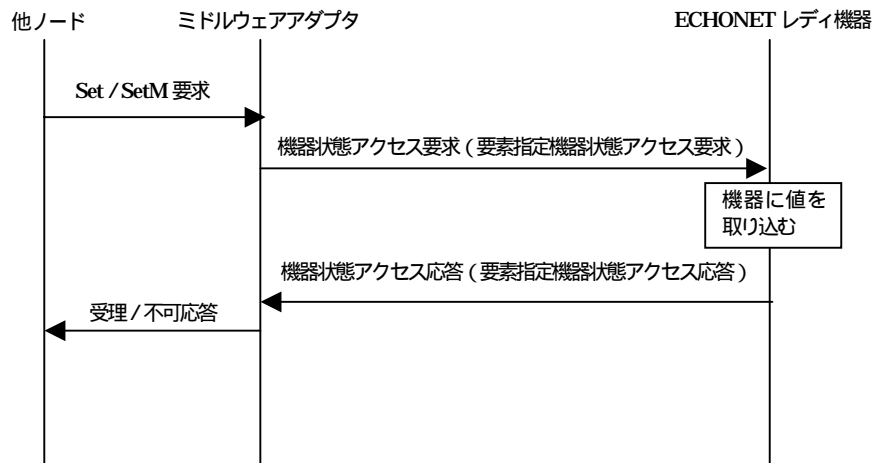 他ノード
ミドルウェアアダプタ
ECHONET レディ機器
Set / SetM 要求
機器状態アクセス要求 ( 要素指定機器状態アクセス要求 )
機器に値を
取り込む
機器状態アクセス応答 ( 要素指定機器状態アクセス応答 )
受理 / 不可応答